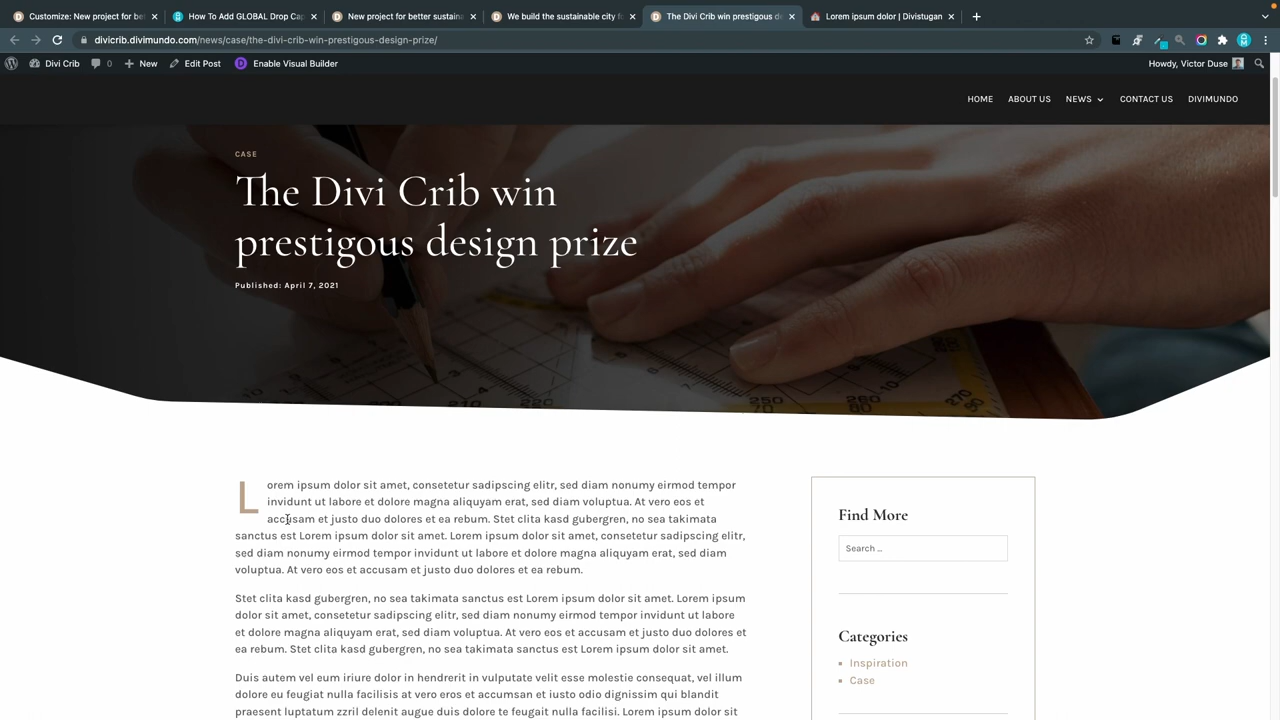 Customize: New project for bet
How To Add GLOBAL Drop Cap
New project for better sustaina
We build the sustainable city fo
The Divi Crib win prestigous de
Lorem ipsum dolor | Divistugan
divicrib.divimundo.com/news/case/the-divi-crib-win-prestigous-design-prize/
Divi Crib
0
New
Edit Post
D
Enable Visual Builder
Howdy, Victor Duse
HOME
ABOUT US
NEWS
CONTACT US
DIVIMUNDO
CASE
The Divi Crib win
prestigous design prize
Published: April 7, 2021
220
250
260
270
Lorem ipsum dolor sit amet, consetetur sadipscing elitr, sed diam nonumy eirmod tempor
invidunt ut labore et dolore magna aliquyam erat, sed diam voluptua. At vero eos et
accusam et justo duo dolores et ea rebum. Stet clita kasd gubergren, no sea takimata
sanctus est Lorem ipsum dolor sit amet. Lorem ipsum dolor sit amet, consetetur sadipscing elitr,
sed diam nonumy eirmod tempor invidunt ut labore et dolore magna aliquyam erat, sed diam
voluptua. At vero eos et accusam et justo duo dolores et ea rebum.
Stet clita kasd gubergren, no sea takimata sanctus est Lorem ipsum dolor sit amet. Lorem ipsum
dolor sit amet, consetetur sadipscing elitr, sed diam nonumy eirmod tempor invidunt ut labore
et dolore magna aliquyam erat, sed diam voluptua. At vero eos et accusam et justo duo dolores et
ea rebum. Stet clita kasd gubergren, no sea takimata sanctus est Lorem ipsum dolor sit amet.
Duis autem vel eum iriure dolor in hendrerit in vulputate velit esse molestie consequat, vel illum
dolore eu feugiat nulla facilisis at vero eros et accumsan et iusto odio dignissim qui blandit
praesent luptatum zzril delenit augue duis dolore te feugait nulla facilisi. Lorem ipsum dolor sit
Find More
Search …
Categories
Inspiration
Case